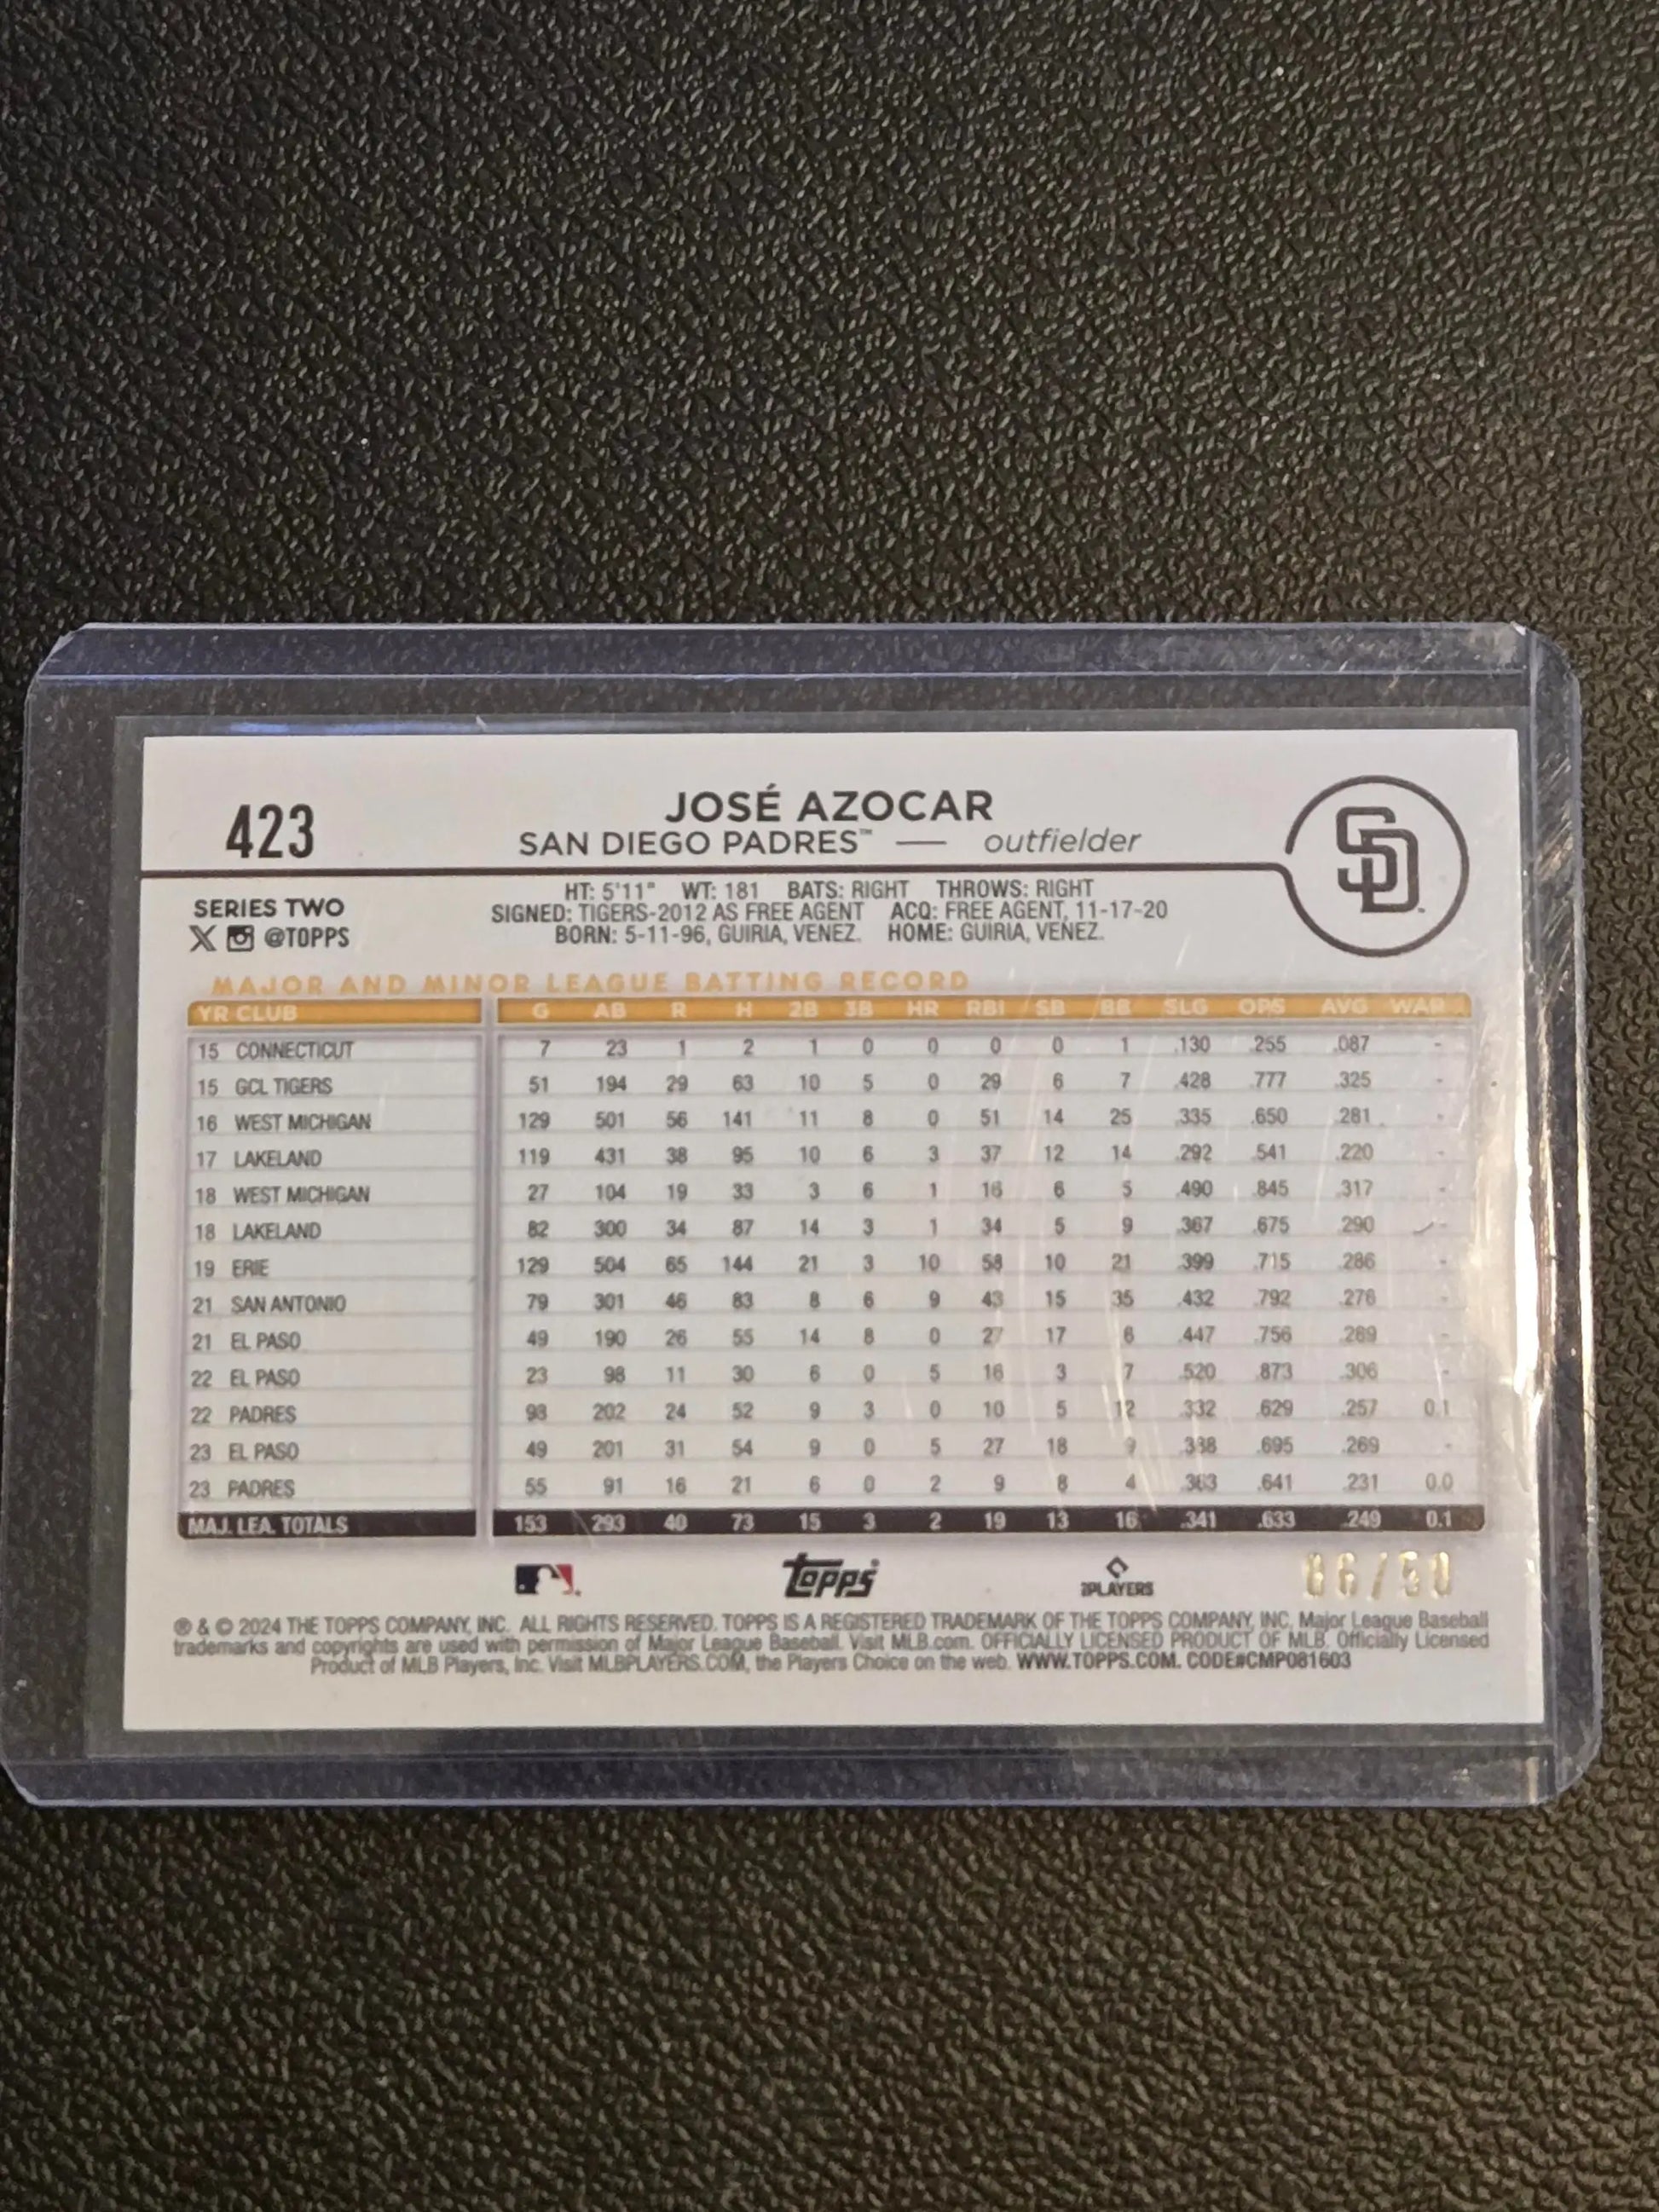 423
JOSÉ AZOCAR
SAN DIEGO PADRES™ — outfielder
SD
SERIES TWO
X @TOPPS
HT: 5'11" WT: 181 BATS: RIGHT THROWS: RIGHT
SIGNED: TIGERS-2012 AS FREE AGENT ACQ: FREE AGENT, 11-17-20
BORN: 5-11-96, GUIRIA, VENEZ. HOME: GUIRIA, VENEZ.
MAJOR AND MINOR LEAGUE BATTING RECORD
YR CLUB G AB R H 2B 3B HR RBI SB BB SLG OPS AVG WAR
15 CONNECTICUT 7 23 1 2 1 0 0 0 0 1 .130 .255 .087 -
15 GCL TIGERS 51 194 29 63 10 5 0 29 6 7 .428 .777 .325 -
16 WEST MICHIGAN 129 501 56 141 11 8 0 51 14 25 .335 .650 .281 -
17 LAKELAND 119 431 38 95 10 6 3 37 12 14 .292 .541 .220 -
18 WEST MICHIGAN 27 104 19 33 3 6 1 16 6 5 .490 .845 .317 -
18 LAKELAND 82 300 34 87 14 3 1 34 5 9 .367 .675 .290 -
19 ERIE 129 504 65 144 21 3 10 58 10 21 .399 .715 .286 -
21 SAN ANTONIO 79 301 46 83 8 6 9 43 15 35 .432 .792 .276 -
21 EL PASO 49 190 26 55 14 8 0 27 17 6 .447 .756 .289 -
22 EL PASO 23 98 11 30 6 0 5 16 3 7 .520 .873 .306 -
22 PADRES 98 202 24 52 9 3 0 10 5 12 .332 .629 .257 0.1
23 EL PASO 49 201 31 54 9 0 5 27 18 9 .388 .695 .269 -
23 PADRES 55 91 16 21 6 0 2 9 8 4 .363 .641 .231 0.0
MAJ. LEA. TOTALS 153 293 40 73 15 3 2 19 13 16 .341 .633 .249 0.1
topps PLAYERS /50
® & © 2024 THE TOPPS COMPANY, INC. ALL RIGHTS RESERVED. TOPPS IS A REGISTERED TRADEMARK OF THE TOPPS COMPANY, INC. Major League Baseball
trademarks and copyrights are used with permission of Major League Baseball. Visit MLB.com. OFFICIALLY LICENSED PRODUCT OF MLB. Officially Licensed
Product of MLB Players, Inc. Visit MLBPLAYERS.COM, the Players Choice on the web. WWW.TOPPS.COM. CODE#CMP081603